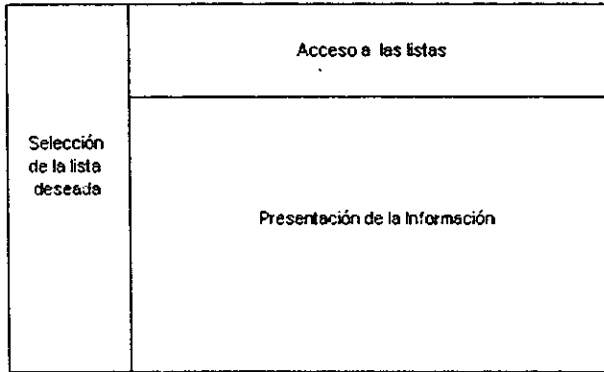 Acceso a las listas
Selección
de la lista
deseada
Presentación de la Información